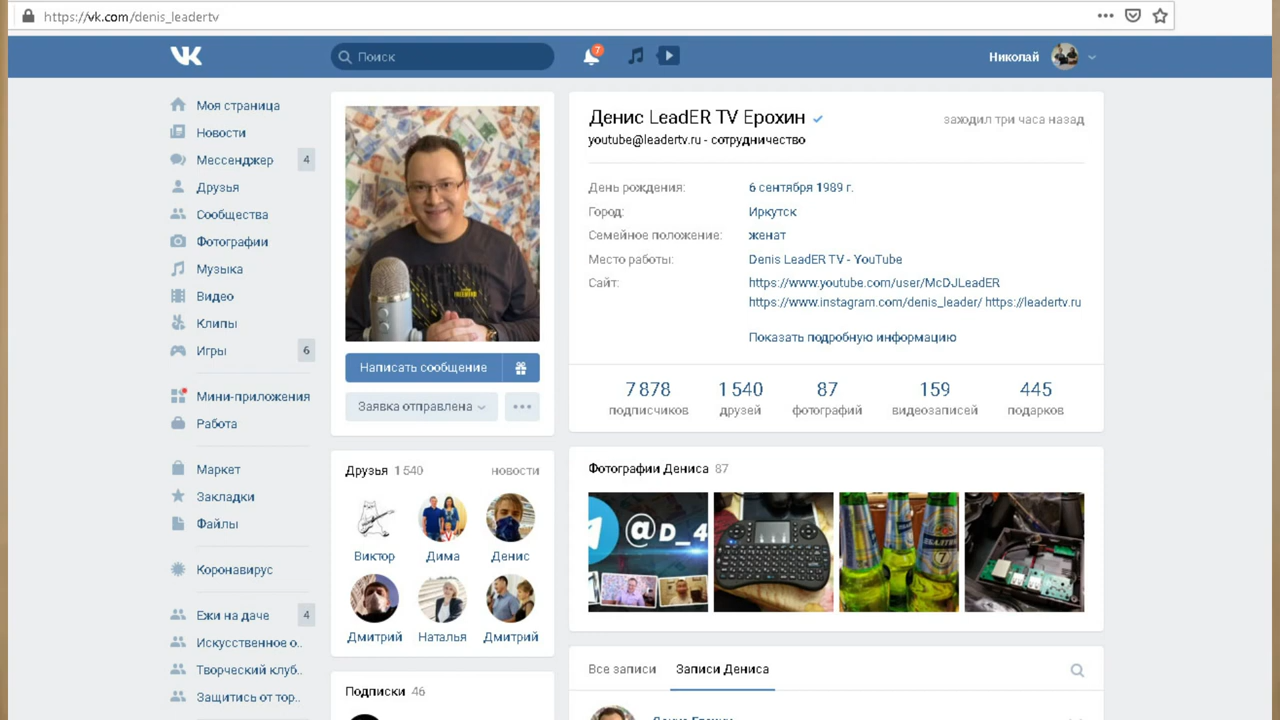 https://vk.com/denis_leadertv
Поиск
7
Николай
Моя страница
Новости
Мессенджер 4
Друзья
Сообщества
Фотографии
Музыка
Видео
Клипы
Игры 6
Мини-приложения
Работа
Маркет
Закладки
Файлы
Коронавирус
Ежи на даче 4
Искусственное о..
Творческий клуб..
Защитись от тор..
Написать сообщение
Заявка отправлена
Друзья 1 540 новости
Виктор Дима Денис
Дмитрий Наталья Дмитрий
Подписки 46
Денис LeadER TV Ерохин
заходил три часа назад
youtube@leadertv.ru - сотрудничество
День рождения: 6 сентября 1989 г.
Город: Иркутск
Семейное положение: женат
Место работы: Denis LeadER TV - YouTube
Сайт: https://www.youtube.com/user/McDJLeadER
https://www.instagram.com/denis_leader/ https://leadertv.ru
Показать подробную информацию
7 878 1 540 87 159 445
подписчиков друзей фотографий видеозаписей подарков
Фотографии Дениса 87
@D_4
7
Все записи Записи Дениса